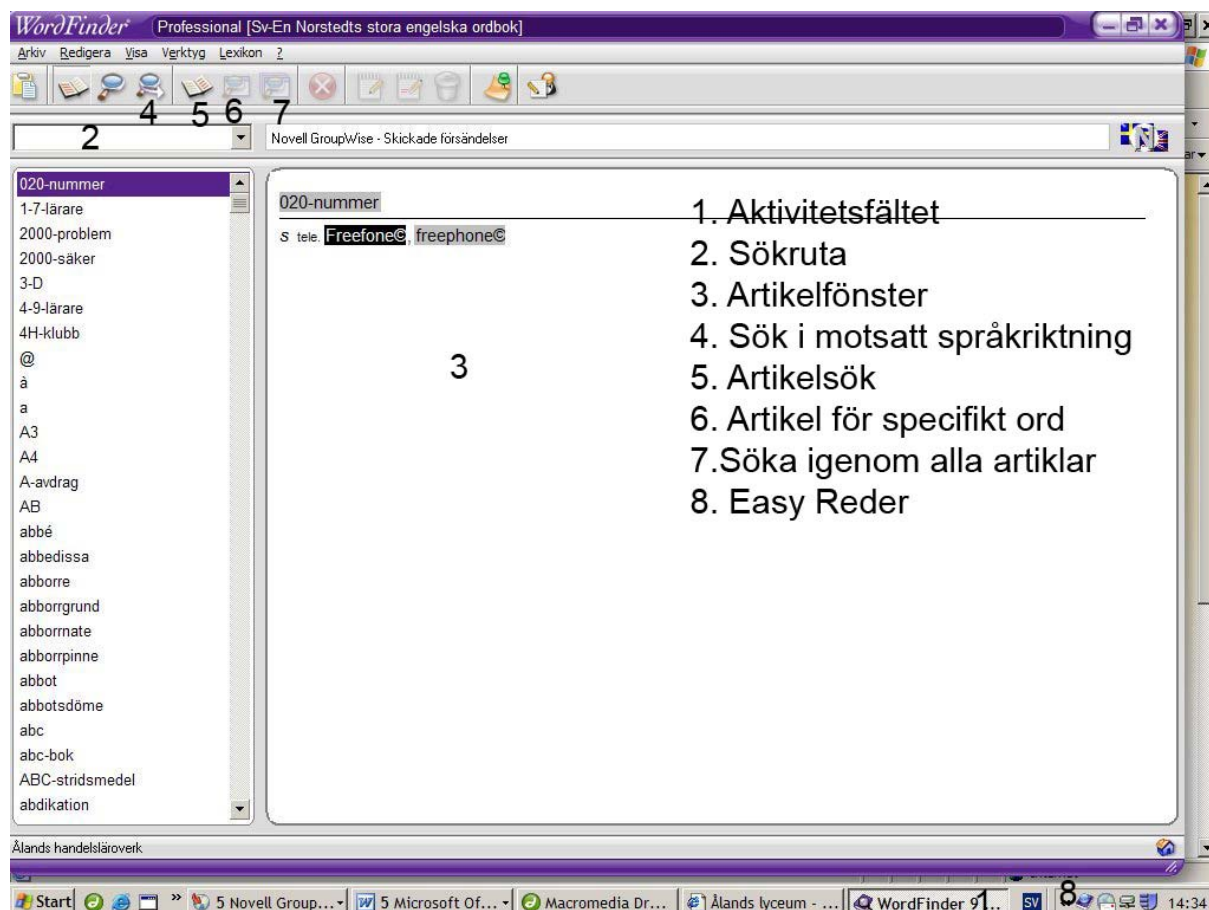 WordFinder Professional [Sv-En Norstedts stora engelska ordbok]
Arkiv Redigera Visa Verktyg Lexikon ?
4 5 6 7
2 Novell GroupWise - Skickade försändelser
020-nummer
1-7-lärare
2000-problem
2000-säker
3-D
4-9-lärare
4H-klubb
@
à
a
A3
A4
A-avdrag
AB
abbé
abbedissa
abborre
abborrgrund
abborrnate
abborrpinne
abbot
abbotsdöme
abc
abc-bok
ABC-stridsmedel
abdikation
020-nummer
s tele. Freefone©, freephone©
3
1. Aktivitetsfältet
2. Sökruta
3. Artikelfönster
4. Sök i motsatt språkriktning
5. Artikelsök
6. Artikel för specifikt ord
7.Söka igenom alla artiklar
8. Easy Reder
Ålands handelsläroverk
Start » 5 Novell Group... 5 Microsoft Of... Macromedia Dr... Ålands lyceum - ... WordFinder 9 1... SV 8 14:34